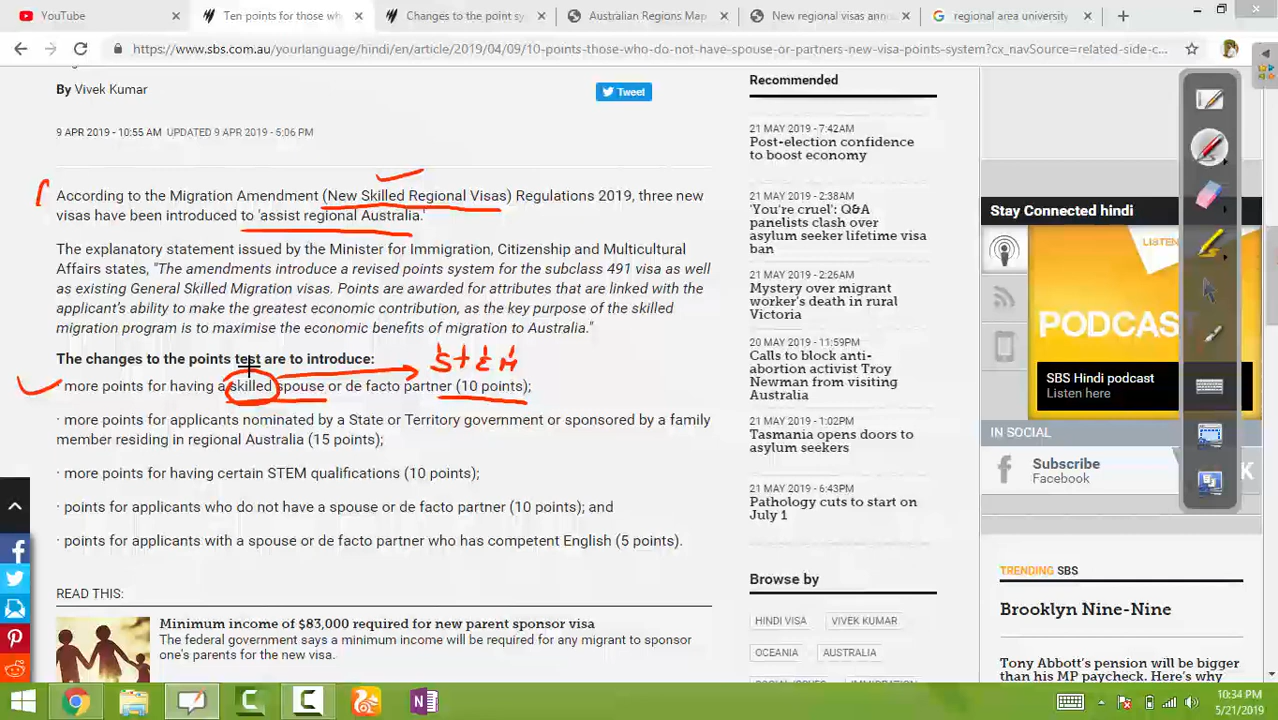 YouTube
Ten points for those wh
Changes to the point sy
Australian Regions Map
New regional visas anno
regional area university
https://www.sbs.com.au/yourlanguage/hindi/en/article/2019/04/09/10-points-those-who-do-not-have-spouse-or-partners-new-visa-points-system?cx_navSource=related-side-c...
By Vivek Kumar
Tweet
9 APR 2019 - 10:55 AM UPDATED 9 APR 2019 - 5:06 PM
According to the Migration Amendment (New Skilled Regional Visas) Regulations 2019, three new
visas have been introduced to 'assist regional Australia.'
The explanatory statement issued by the Minister for Immigration, Citizenship and Multicultural
Affairs states, "The amendments introduce a revised points system for the subclass 491 visa as well
as existing General Skilled Migration visas. Points are awarded for attributes that are linked with the
applicant's ability to make the greatest economic contribution, as the key purpose of the skilled
migration program is to maximise the economic benefits of migration to Australia."
The changes to the points test are to introduce:
STEM
more points for having a skilled spouse or de facto partner (10 points);
· more points for applicants nominated by a State or Territory government or sponsored by a family
member residing in regional Australia (15 points);
· more points for having certain STEM qualifications (10 points);
· points for applicants who do not have a spouse or de facto partner (10 points); and
· points for applicants with a spouse or de facto partner who has competent English (5 points).
READ THIS:
Minimum income of $83,000 required for new parent sponsor visa
The federal government says a minimum income will be required for any migrant to sponsor
one's parents for the new visa.
Recommended
21 MAY 2019 - 7:42AM
Post-election confidence
to boost economy
21 MAY 2019 - 2:38AM
'You're cruel': Q&A
panelists clash over
asylum seeker lifetime visa
ban
21 MAY 2019 - 2:26AM
Mystery over migrant
worker's death in rural
Victoria
20 MAY 2019 - 11:59PM
Calls to block anti-
abortion activist Troy
Newman from visiting
Australia
21 MAY 2019 - 1:02PM
Tasmania opens doors to
asylum seekers
21 MAY 2019 - 6:43PM
Pathology cuts to start on
July 1
Browse by
HINDI VISA
VIVEK KUMAR
OCEANIA
AUSTRALIA
Stay Connected hindi
LISTEN
PODCAST
SBS Hindi podcast
Listen here
IN SOCIAL
Subscribe
Facebook
K
TRENDING SBS
Brooklyn Nine-Nine
Tony Abbott's pension will be bigger
than his MP paycheck. Here's why
10:34 PM
5/21/2019